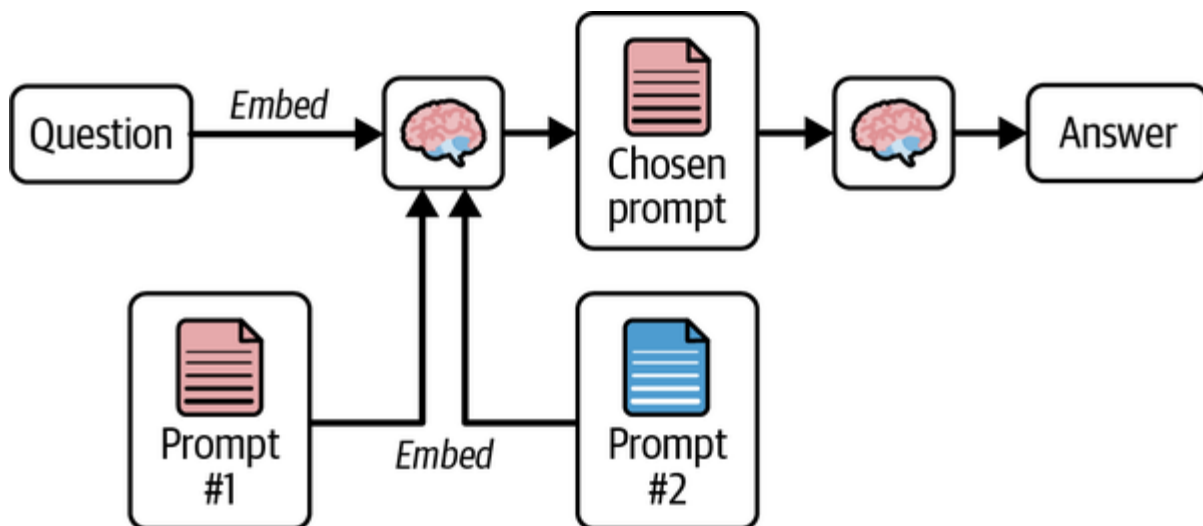 Question
Embed
Chosen
prompt
Answer
Prompt
#1
Embed
Prompt
#2